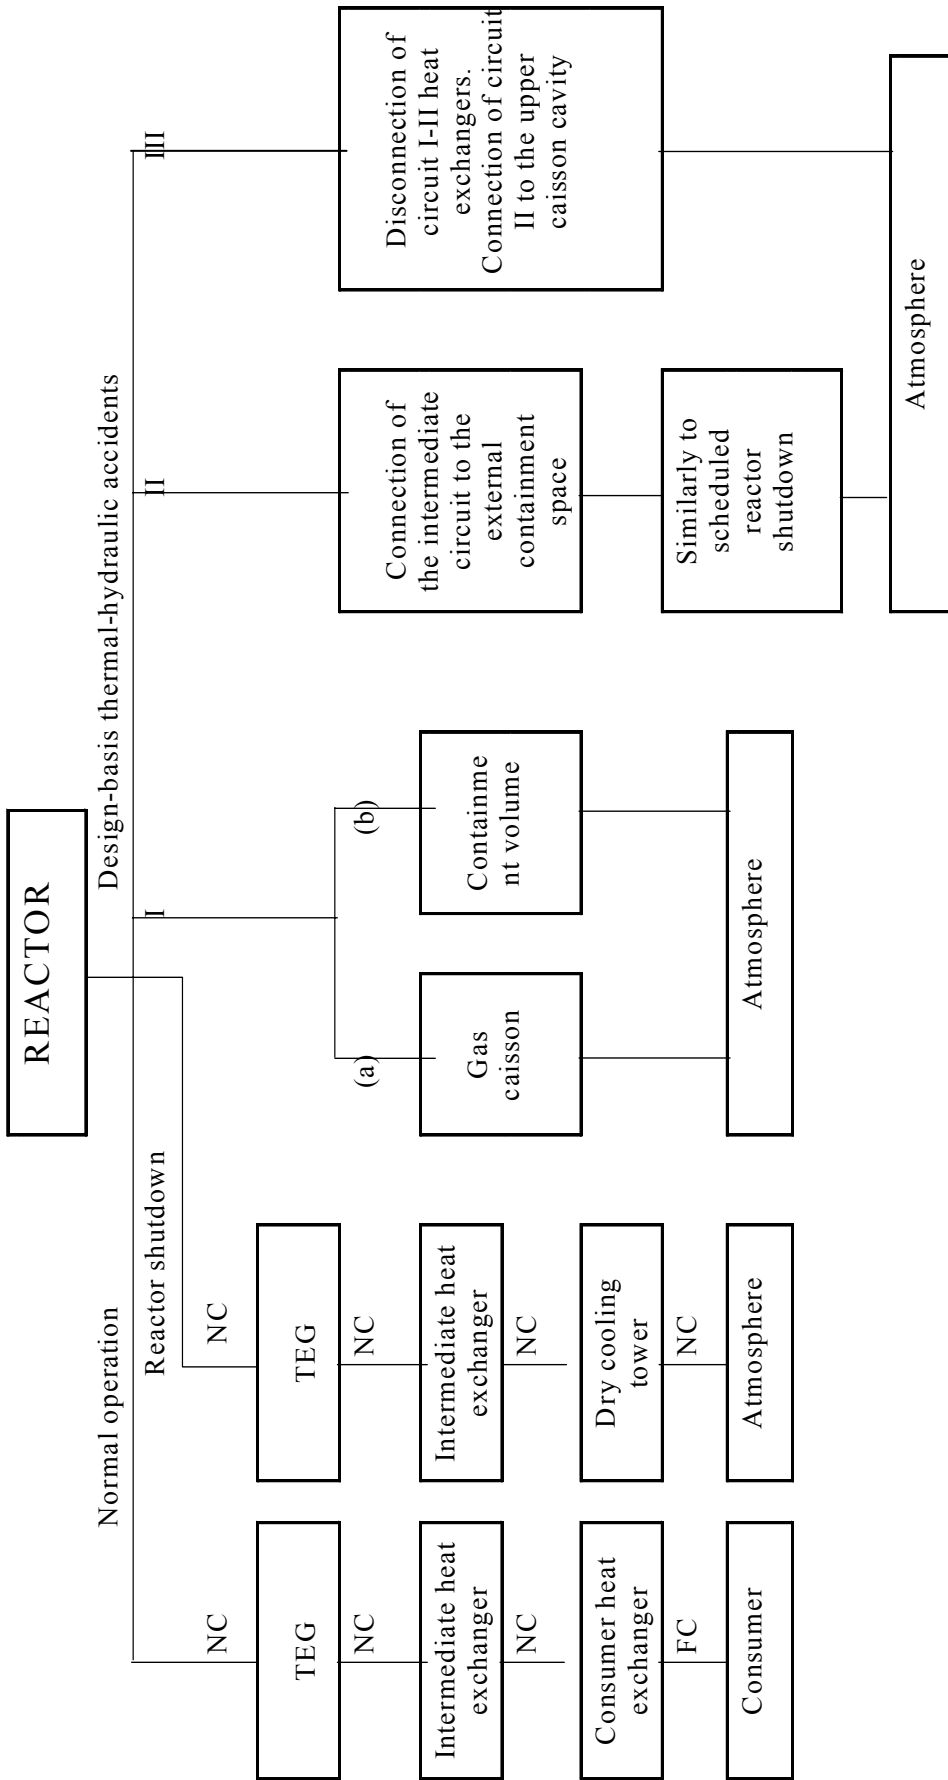 REACTOR
Normal operation
Design-basis thermal-hydraulic accidents
Reactor shutdown
I
II
III
NC
TEG
NC
Intermediate heat
exchanger
NC
Consumer heat
exchanger
FC
Consumer
NC
TEG
NC
Intermediate heat
exchanger
NC
Dry cooling
tower
NC
Atmosphere
(a)
Gas
caisson
(b)
Containme
nt volume
Atmosphere
Connection of
the intermediate
circuit to the
external
containment
space
Similarly to
scheduled
reactor
shutdown
Disconnection of
circuit I-II heat
exchangers.
Connection of circuit
II to the upper
caisson cavity
Atmosphere